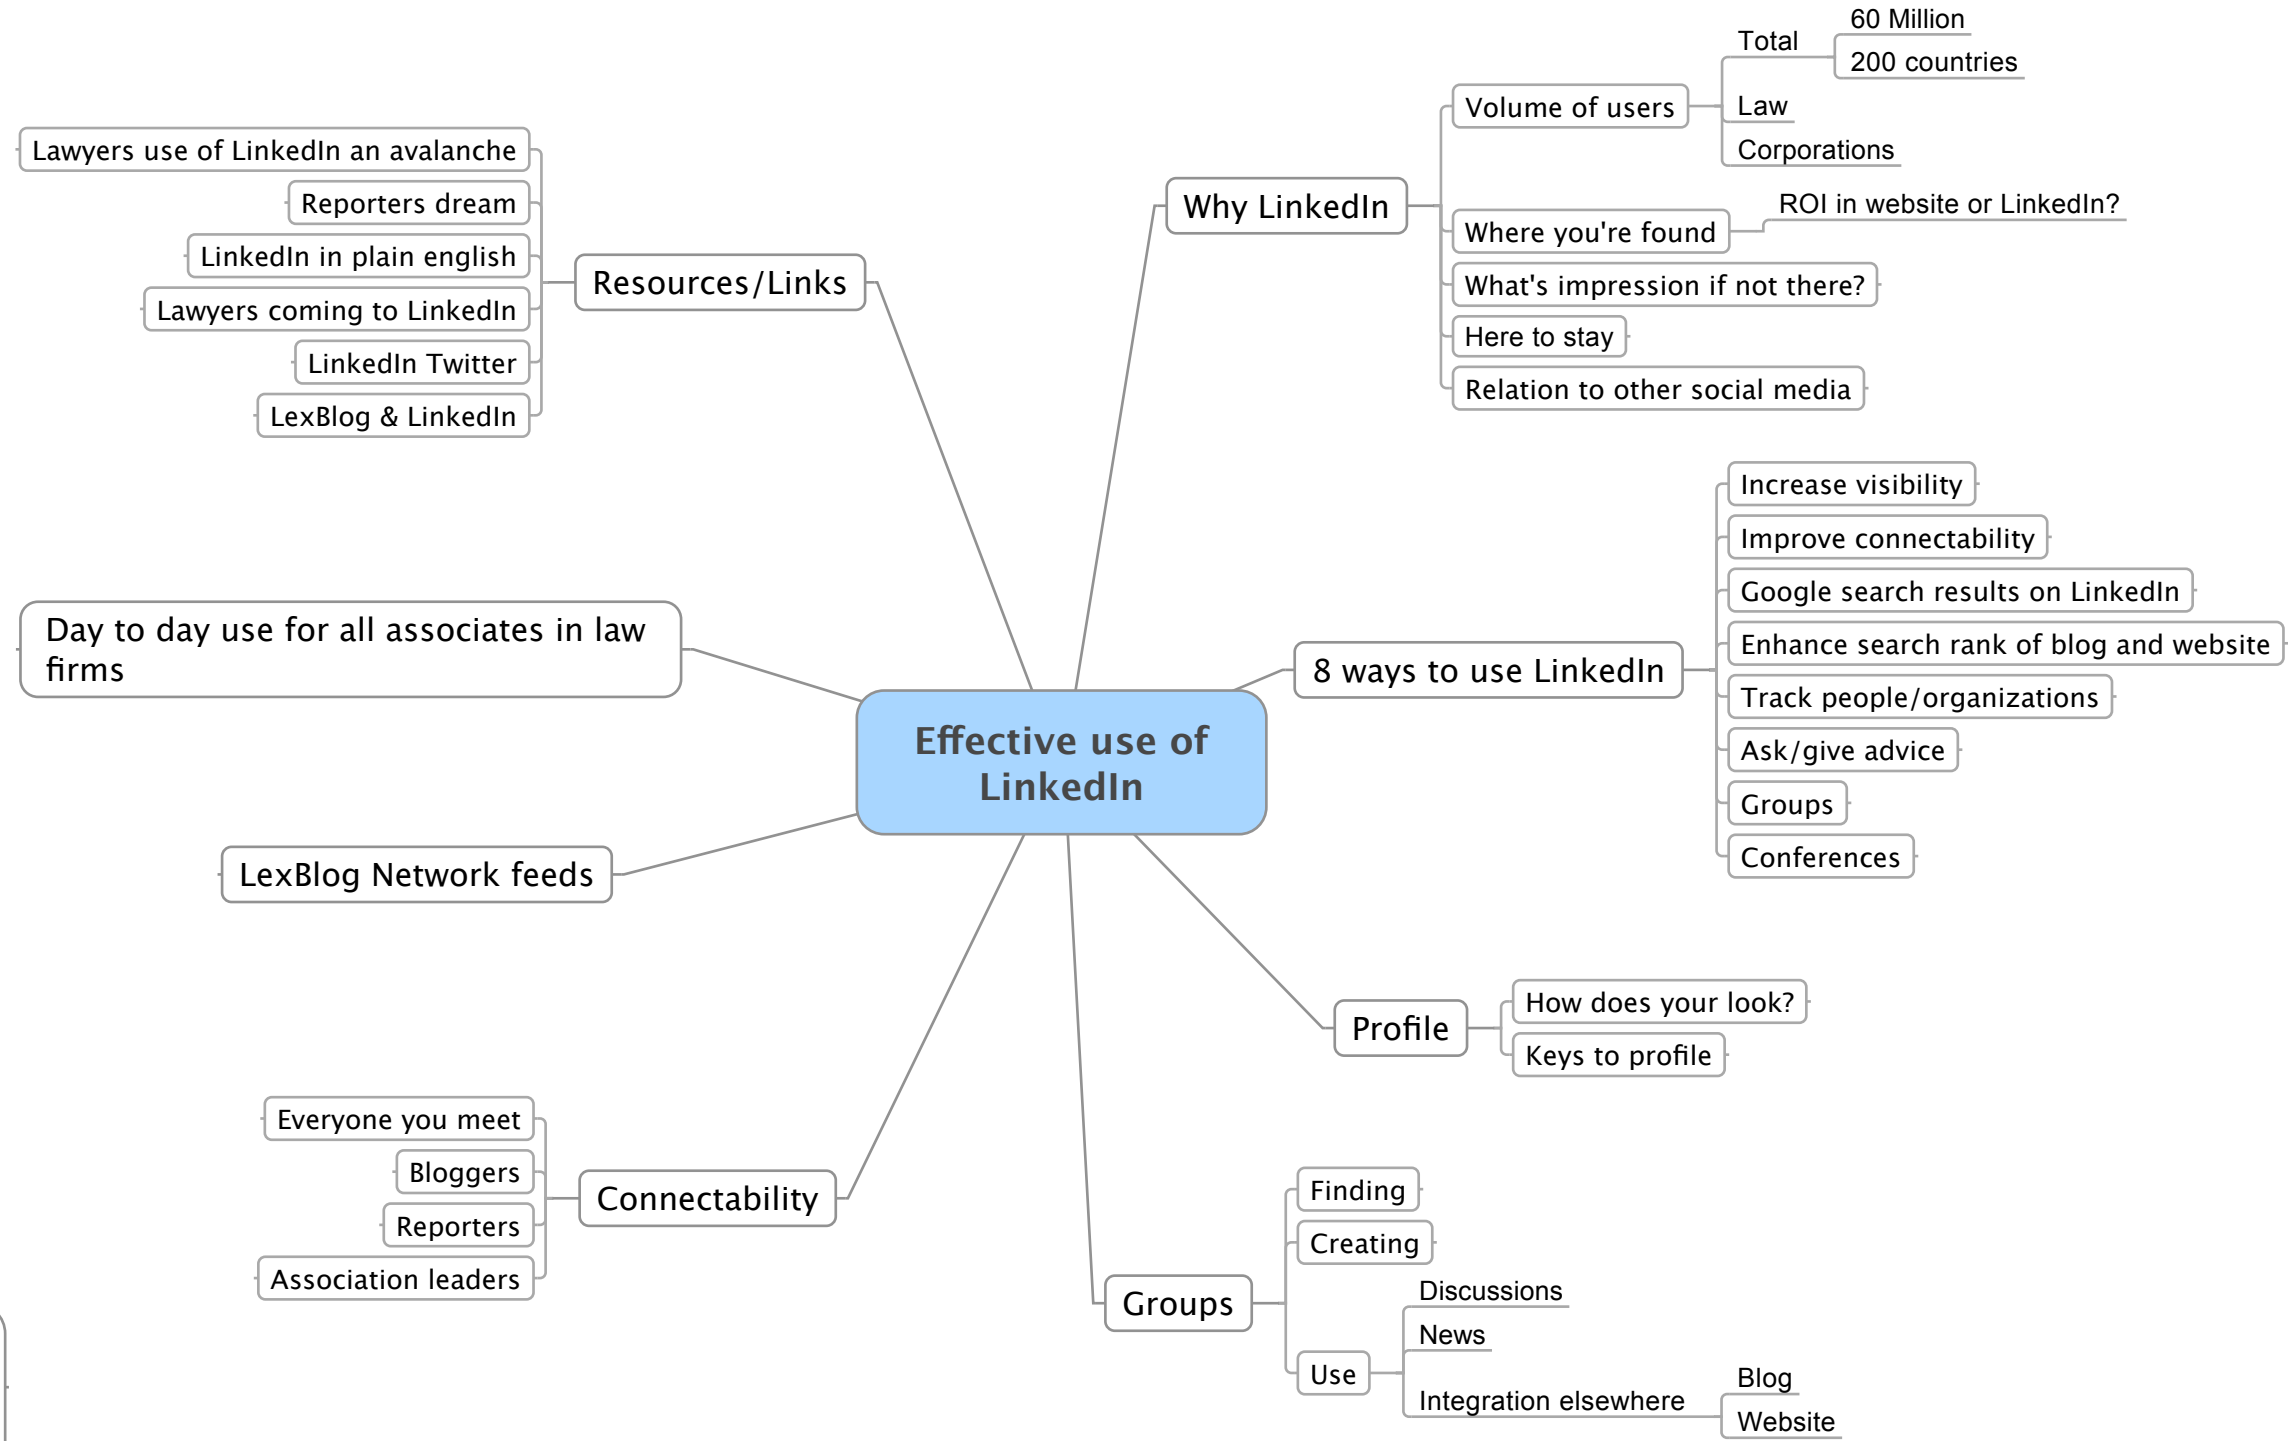 Effective use of
LinkedIn
Why LinkedIn
Volume of users
Total
60 Million
200 countries
Law
Corporations
Where you're found
ROI in website or LinkedIn?
What's impression if not there?
Here to stay
Relation to other social media
8 ways to use LinkedIn
Increase visibility
Improve connectability
Google search results on LinkedIn
Enhance search rank of blog and website
Track people/organizations
Ask/give advice
Groups
Conferences
Profile
How does your look?
Keys to profile
Groups
Finding
Creating
Use
Discussions
News
Integration elsewhere
Blog
Website
Connectability
Everyone you meet
Bloggers
Reporters
Association leaders
LexBlog Network feeds
Day to day use for all associates in law
firms
Resources/Links
Lawyers use of LinkedIn an avalanche
Reporters dream
LinkedIn in plain english
Lawyers coming to LinkedIn
LinkedIn Twitter
LexBlog & LinkedIn